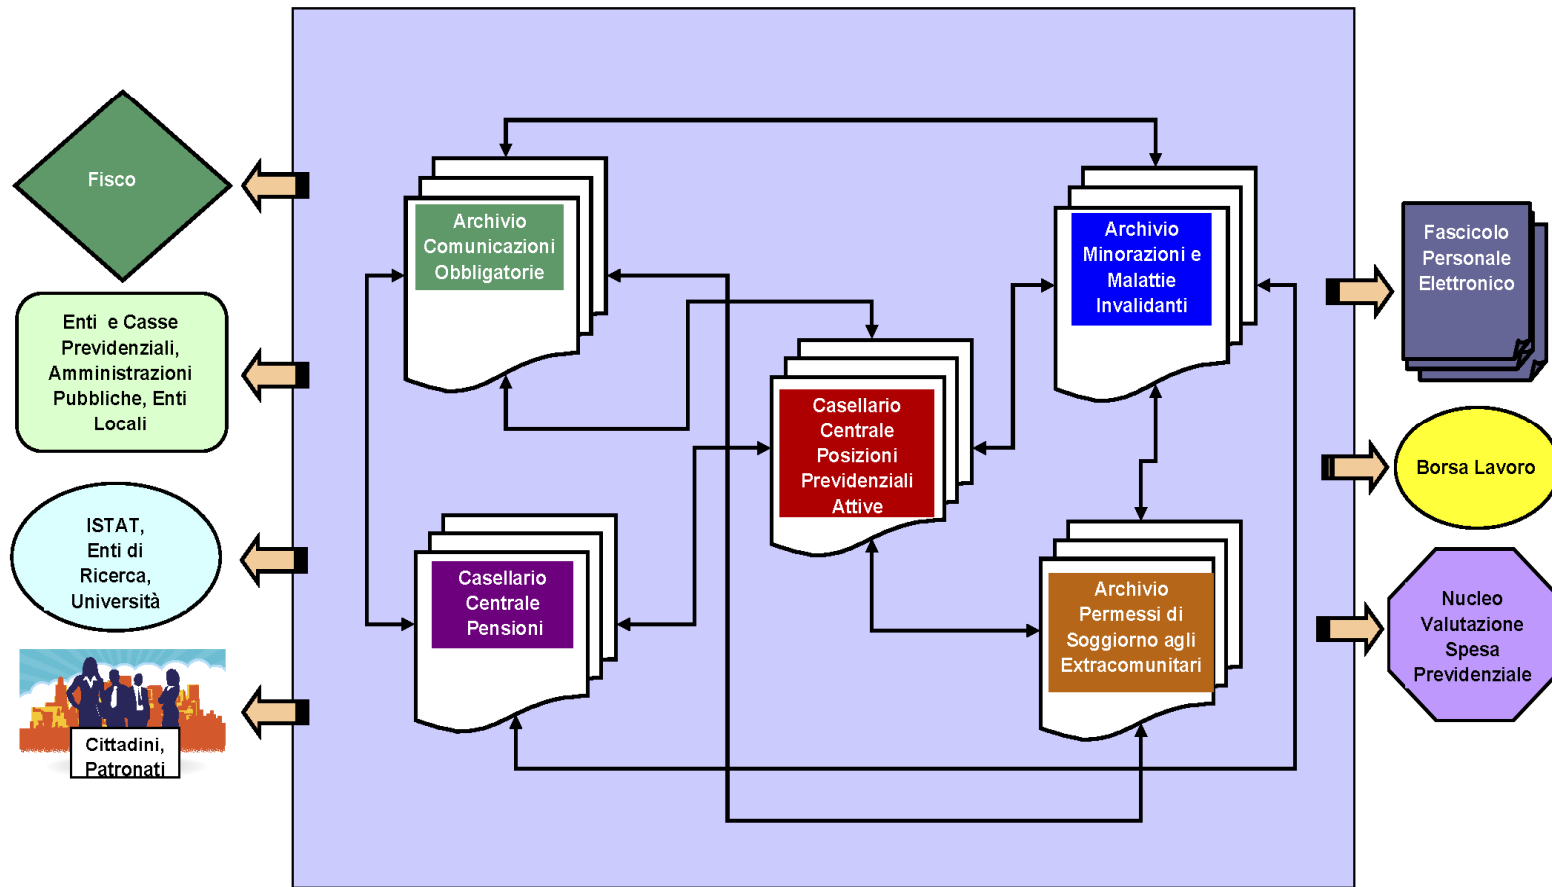 Fisco
Enti e Casse
Previdenziali,
Amministrazioni
Pubbliche, Enti
Locali
ISTAT,
Enti di
Ricerca,
Università
Cittadini,
Patronati
Archivio
Comunicazioni
Obbligatorie
Casellario
Centrale
Pensioni
Casellario
Centrale
Posizioni
Previdenziali
Attive
Archivio
Minorazioni e
Malattie
Invalidanti
Archivio
Permessi di
Soggiorno agli
Extracomunitari
Fascicolo
Personale
Elettronico
Borsa Lavoro
Nucleo
Valutazione
Spesa
Previdenziale